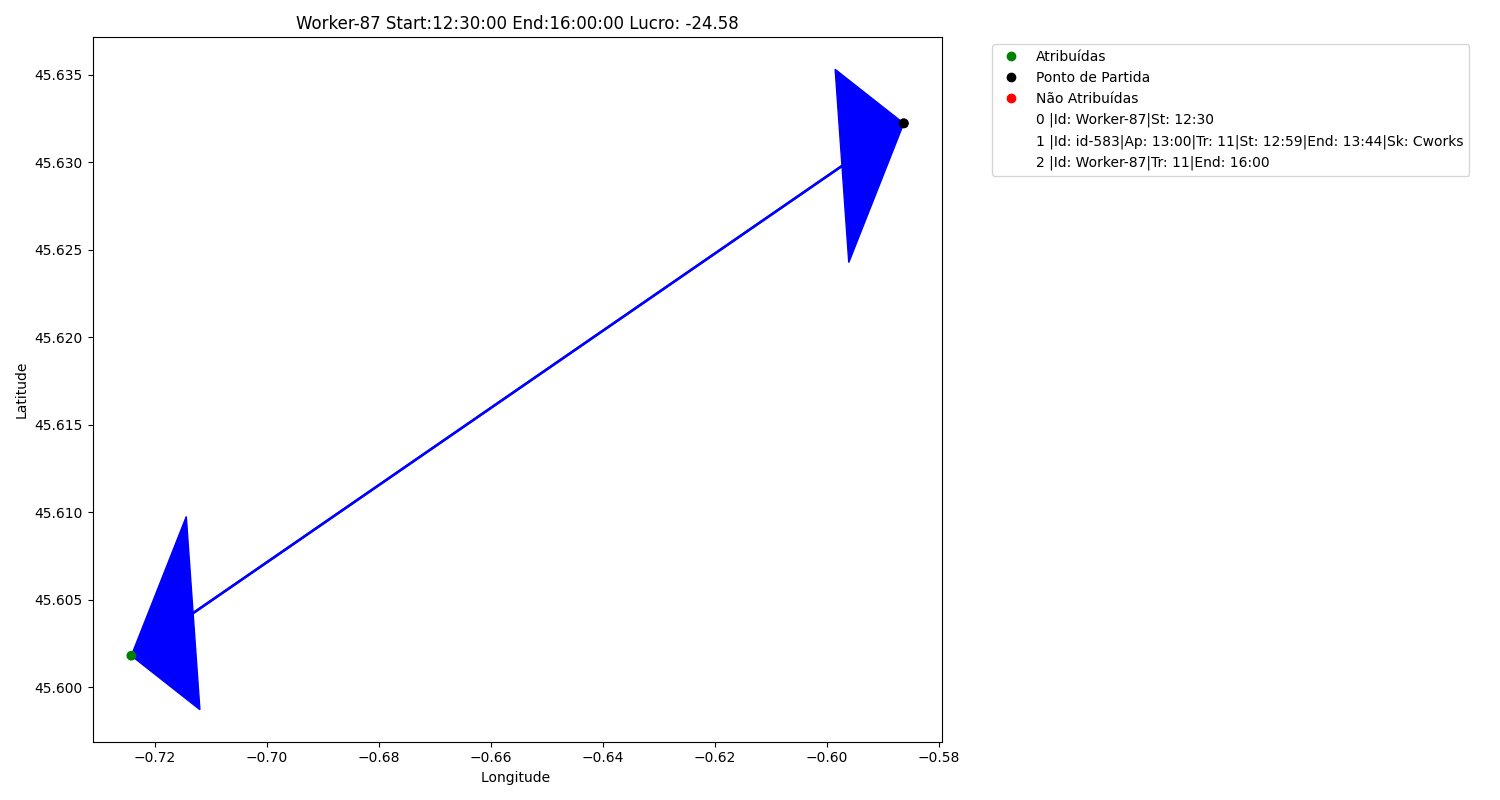 Worker-87 Start:12:30:00 End:16:00:00 Lucro: -24.58
45.635
45.630
45.625
45.620
45.615
45.610
45.605
45.600
Latitude
−0.72
−0.70
−0.68
−0.66
−0.64
−0.62
−0.60
−0.58
Longitude
Atribuídas
Ponto de Partida
Não Atribuídas
0 |Id: Worker-87|St: 12:30
1 |Id: id-583|Ap: 13:00|Tr: 11|St: 12:59|End: 13:44|Sk: Cworks
2 |Id: Worker-87|Tr: 11|End: 16:00